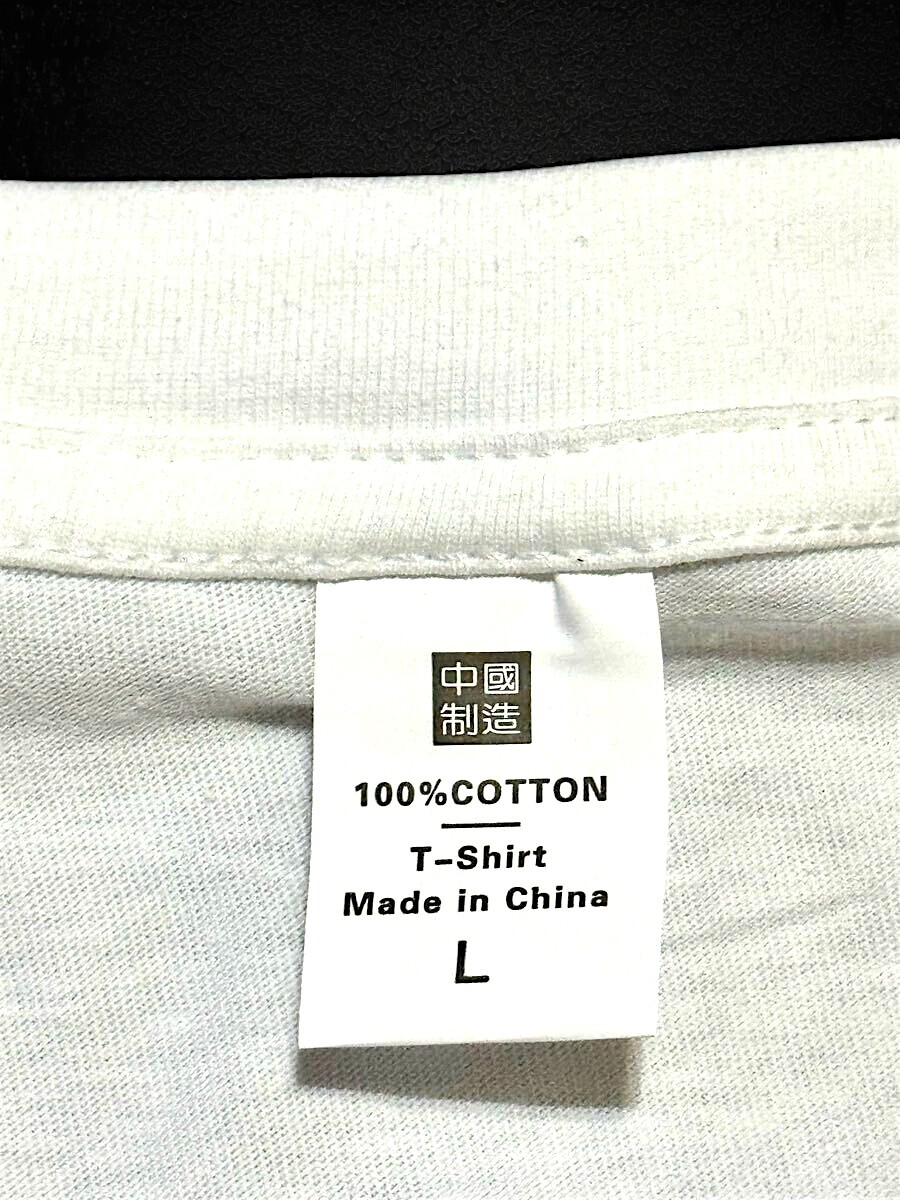 中國
制造
100%COTTON
T-Shirt
Made in China
L